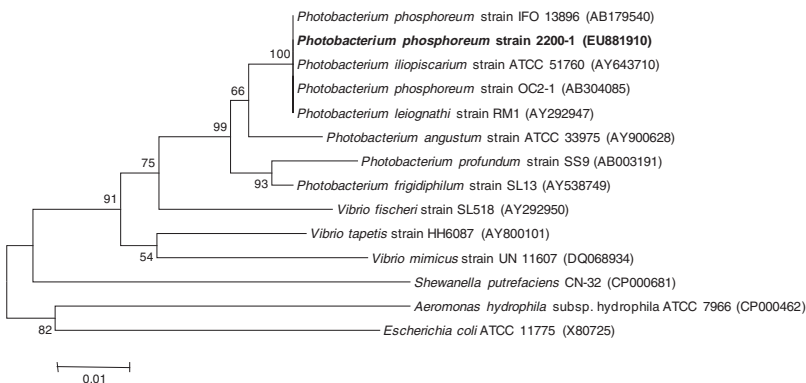 Photobacterium phosphoreum strain IFO 13896 (AB179540)
Photobacterium phosphoreum strain 2200-1 (EU881910)
100
Photobacterium iliopiscarium strain ATCC 51760 (AY643710)
66
Photobacterium phosphoreum strain OC2-1 (AB304085)
Photobacterium leiognathi strain RM1 (AY292947)
99
Photobacterium angustum strain ATCC 33975 (AY900628)
75
Photobacterium profundum strain SS9 (AB003191)
93
Photobacterium frigidiphilum strain SL13 (AY538749)
91
Vibrio fischeri strain SL518 (AY292950)
Vibrio tapetis strain HH6087 (AY800101)
54
Vibrio mimicus strain UN 11607 (DQ068934)
Shewanella putrefaciens CN-32 (CP000681)
Aeromonas hydrophila subsp. hydrophila ATCC 7966 (CP000462)
82
Escherichia coli ATCC 11775 (X80725)
0.01